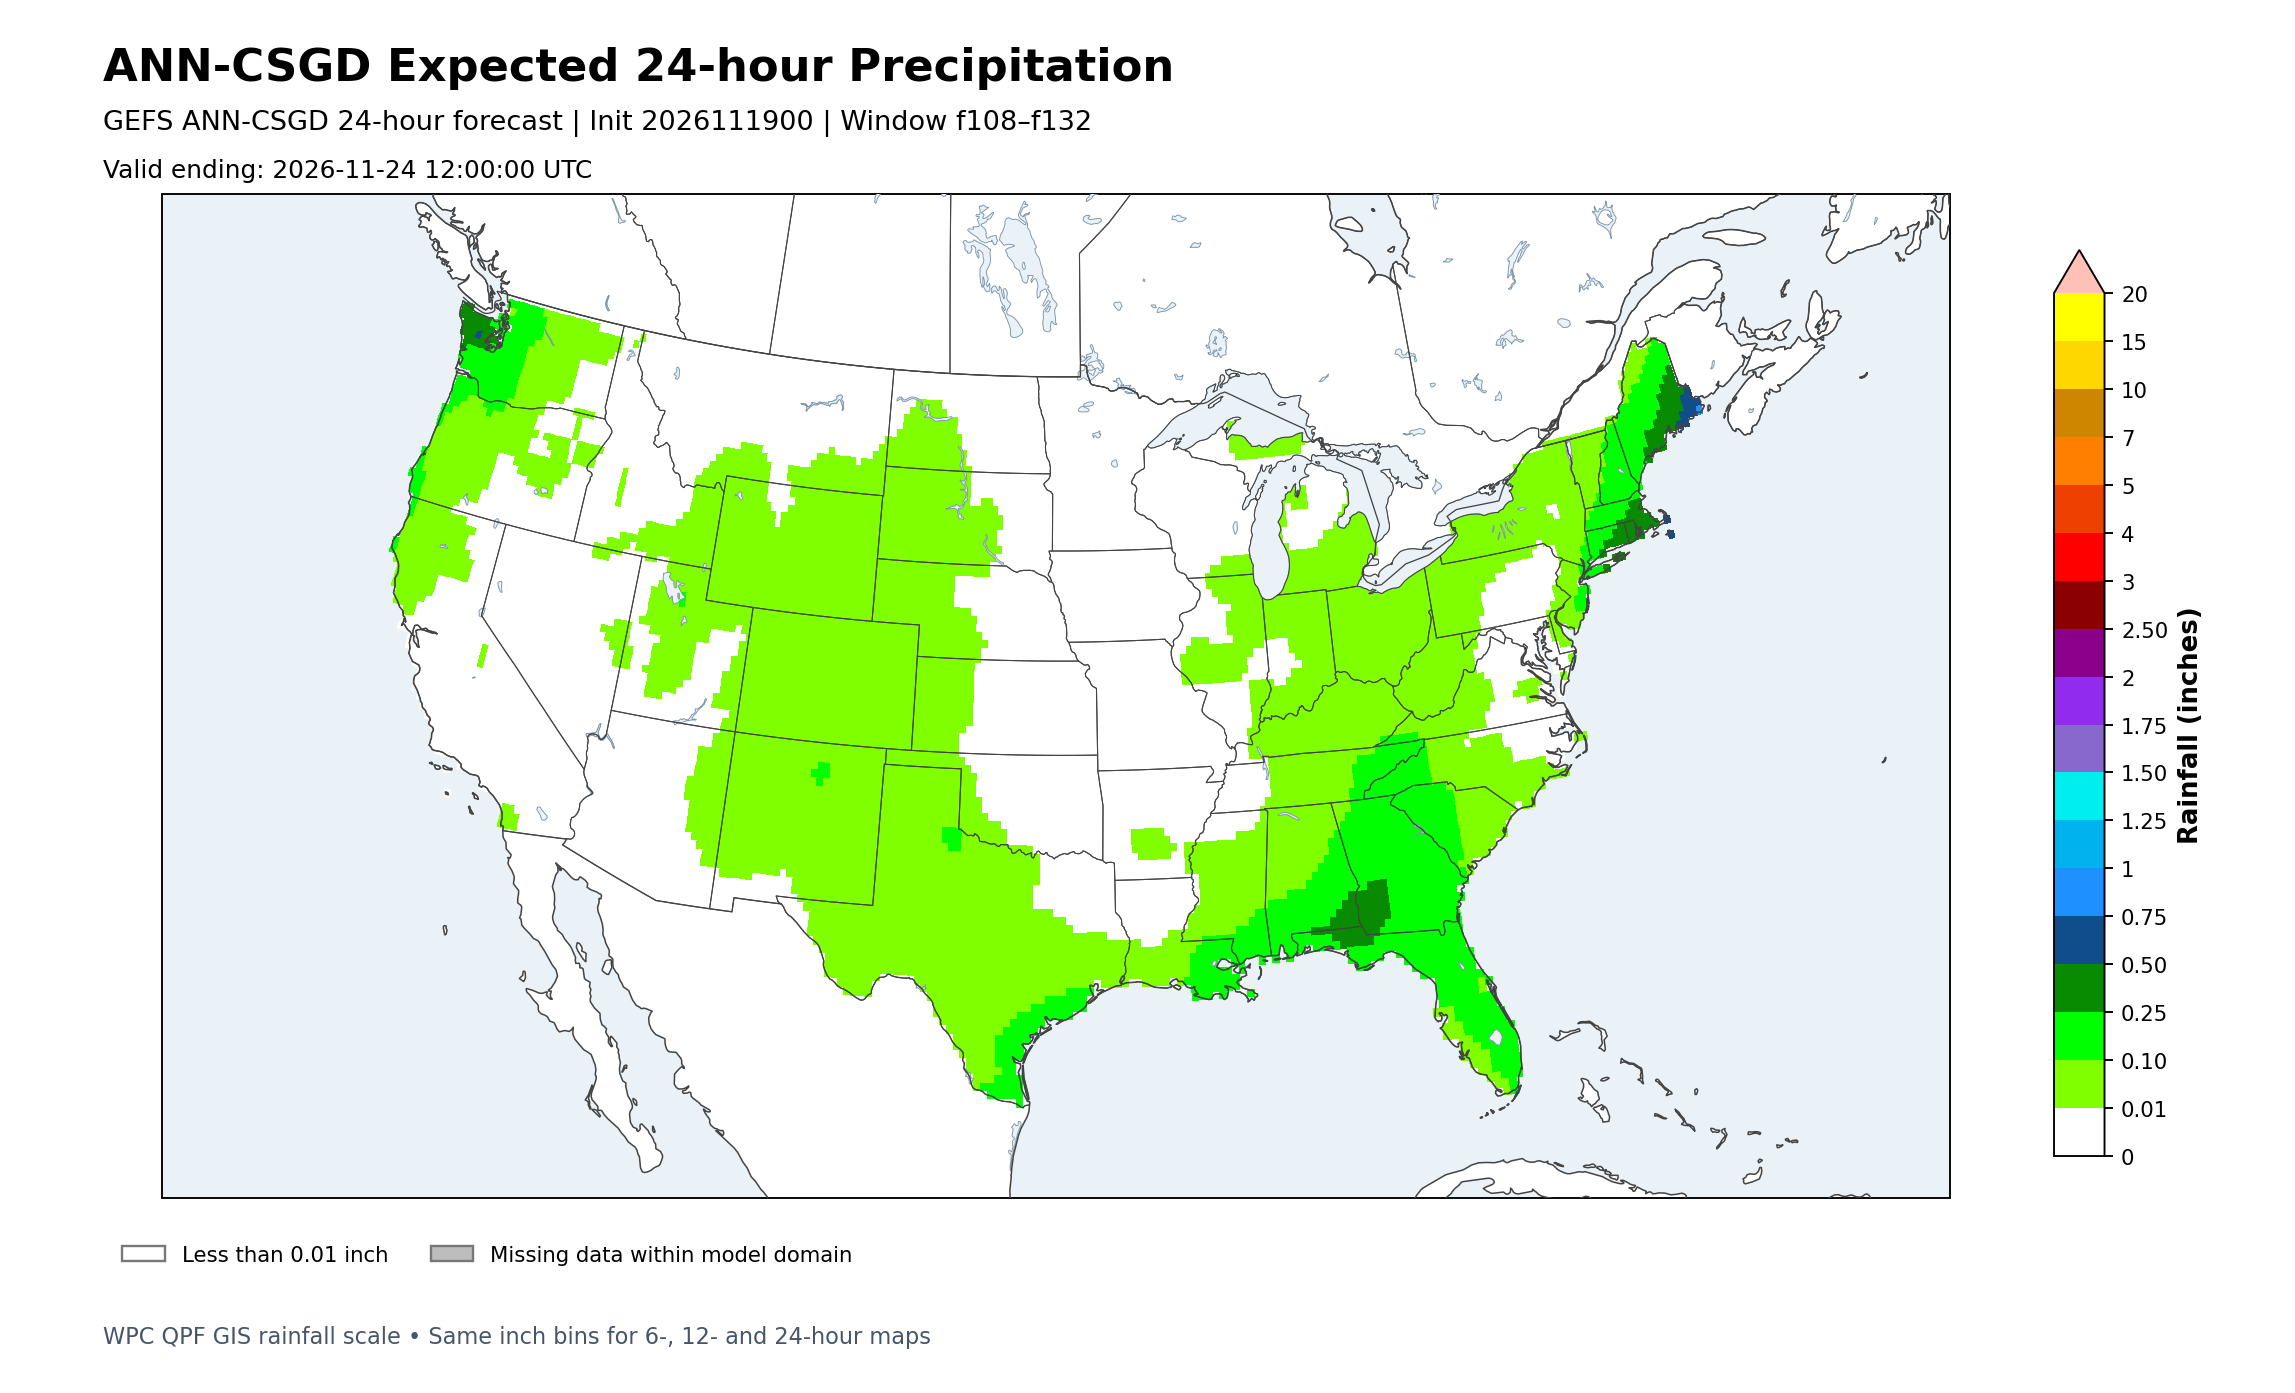 ANN-CSGD Expected 24-hour Precipitation
GEFS ANN-CSGD 24-hour forecast | Init 2026111900 | Window f108–f132
Valid ending: 2026-11-24 12:00:00 UTC
20
15
10
7
5
4
3
2.50
2
1.75
1.50
1.25
1
0.75
0.50
0.25
0.10
0.01
0
Rainfall (inches)
Less than 0.01 inch
Missing data within model domain
WPC QPF GIS rainfall scale • Same inch bins for 6-, 12- and 24-hour maps